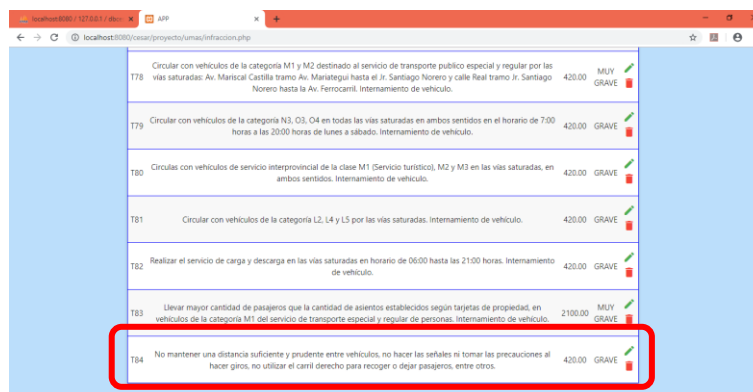 localhost:8080 / 127.0.0.1 / dbce
APP
localhost:8080/cesar/proyecto/umas/infraccion.php
Circular con vehículos de la categoría M1 y M2 destinado al servicio de transporte publico especial y regular por las
T78 vias saturadas: Av. Mariscal Castilla tramo Av. Mariategui hasta el Jr. Santiago Norero y calle Real tramo Jr. Santiago 420.00 MUY GRAVE
Norero hasta la Av. Ferrocarril. Internamiento de vehiculo.
T79 Circular con vehículos de la categoría N3, O3, O4 en todas las vías saturadas en ambos sentidos en el horario de 7:00 420.00 GRAVE
horas a las 20:00 horas de lunes a sábado. Internamiento de vehículo.
T80 Circulas con vehículos de servicio interprovincial de la clase M1 (Servicio turístico), M2 y M3 en las vías saturadas, en 420.00 GRAVE
ambos sentidos. Internamiento de vehículo.
T81 Circular con vehículos de la categoría L2, L4 y L5 por las vías saturadas. Internamiento de vehículo. 420.00 GRAVE
T82 Realizar el servicio de carga y descarga en las vías saturadas en horario de 06:00 hasta las 21:00 horas. Internamiento 420.00 GRAVE
de vehículo.
T83 Llevar mayor cantidad de pasajeros que la cantidad de asientos establecidos según tarjetas de propiedad, en 2100.00 MUY GRAVE
vehículos de la categoría M1 del servicio de transporte especial y regular de personas. Internamiento de vehículo.
T84 No mantener una distancia suficiente y prudente entre vehículos, no hacer las señales ni tomar las precauciones al 420.00 GRAVE
hacer giros, no utilizar el carril derecho para recoger o dejar pasajeros, entre otros.